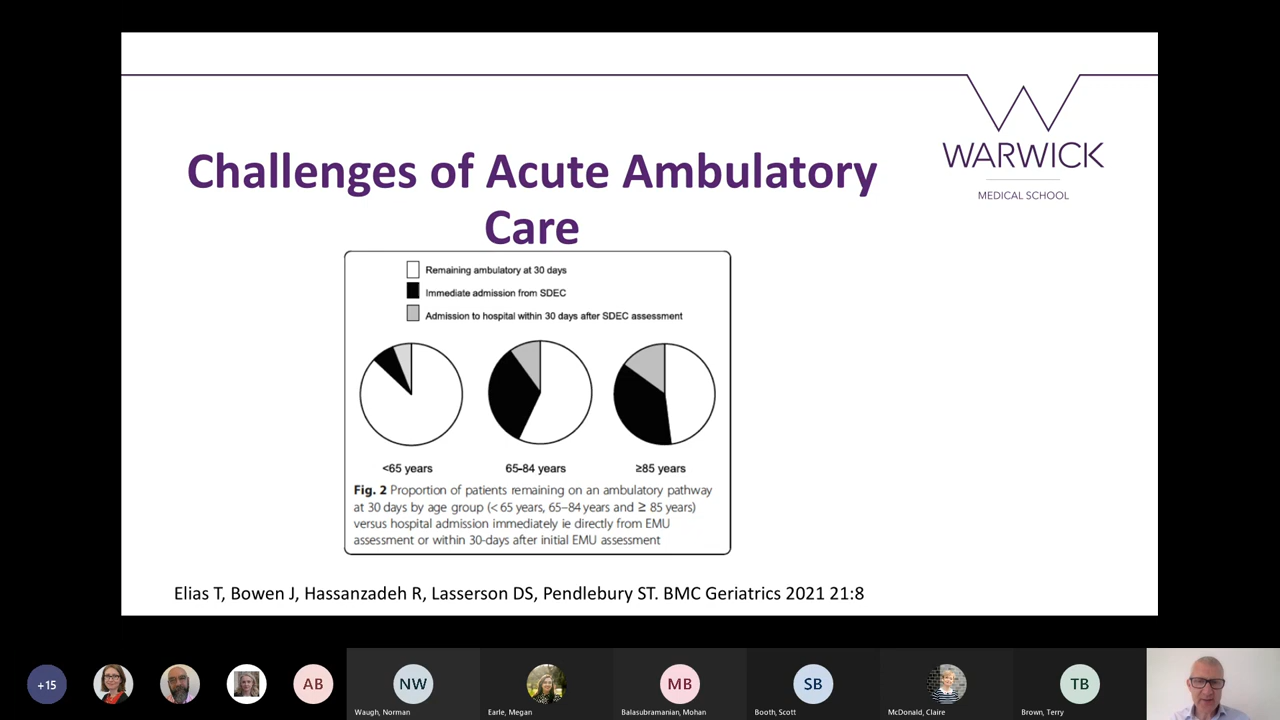 Challenges of Acute Ambulatory
Care
WARWICK
MEDICAL SCHOOL
Remaining ambulatory at 30 days
Immediate admission from SDEC
Admission to hospital within 30 days after SDEC assessment
<65 years
65-84 years
≥85 years
Fig. 2 Proportion of patients remaining on an ambulatory pathway
at 30 days by age group (< 65 years, 65–84 years and ≥ 85 years)
versus hospital admission immediately ie directly from EMU
assessment or within 30-days after initial EMU assessment
Elias T, Bowen J, Hassanzadeh R, Lasserson DS, Pendlebury ST. BMC Geriatrics 2021 21:8
+15
AB
NW
MB
SB
TB
Waugh, Norman
Earle, Megan
Balasubramanian, Mohan
Booth, Scott
McDonald, Claire
Brown, Terry